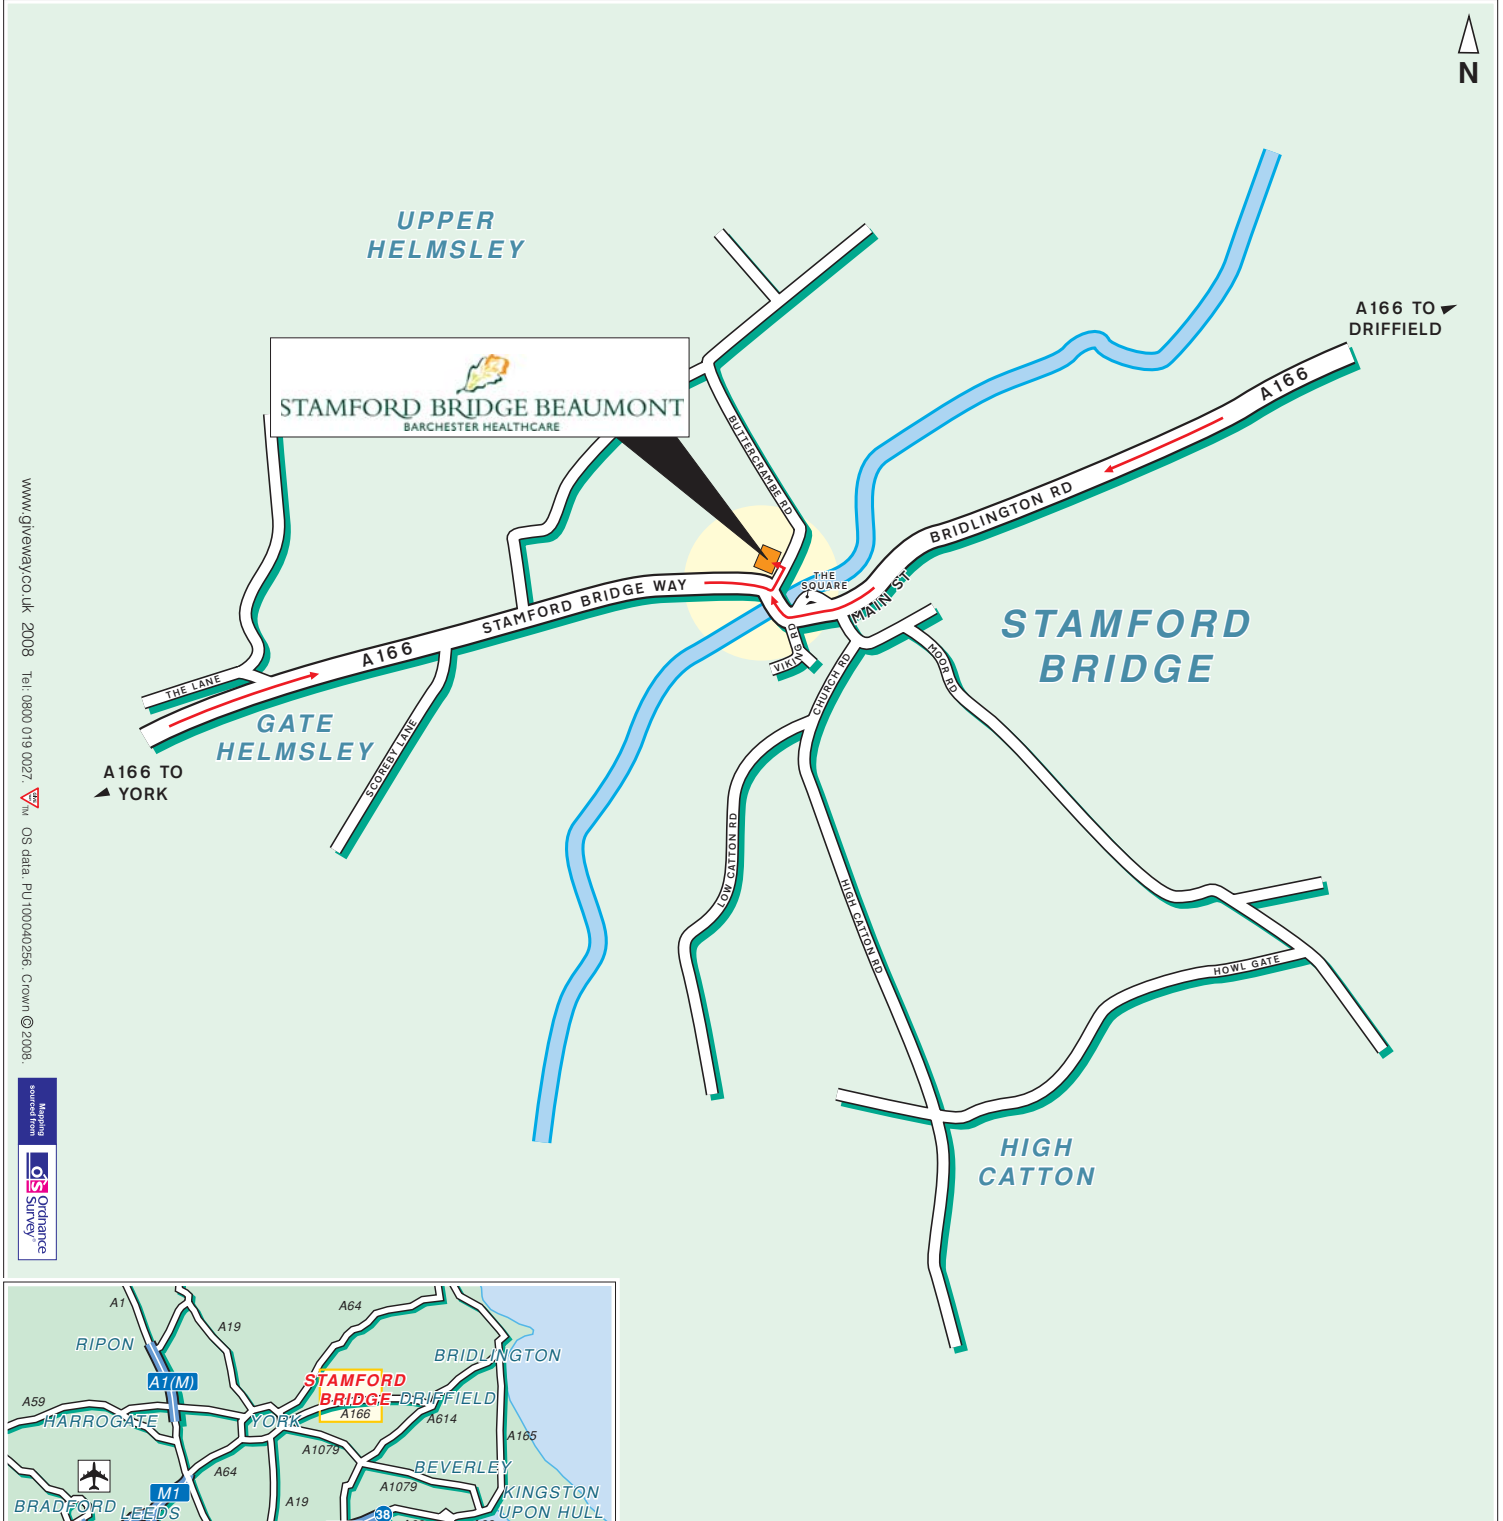 N
UPPER
HELMSLEY
A166 TO
DRIFFIELD
A166
STAMFORD BRIDGE BEAUMONT
BARCHESTER HEALTHCARE
BUTTERCRAMBE RD
BRIDLINGTON RD
THE
SQUARE
MAIN ST
STAMFORD BRIDGE WAY
A166
STAMFORD
BRIDGE
VIKING RD
CHURCH RD
MOOR RD
THE LANE
GATE
HELMSLEY
SCOREBY LANE
A166 TO
YORK
LOW CATTON RD
HIGH CATTON RD
HOWL GATE
HIGH
CATTON
www.giveway.co.uk 2008 Tel: 0800 019 0027. TM OS data. PU 100040256. Crown © 2008.
Mapping
sourced from
OS
Ordnance
Survey®
A1
A64
A19
RIPON
BRIDLINGTON
A1(M)
STAMFORD
BRIDGE
DRIFFIELD
A59
A166
HARROGATE
YORK
A614
A165
A1079
BEVERLEY
A64
A1079
M1
A19
KINGSTON
UPON HULL
BRADFORD
LEEDS
38